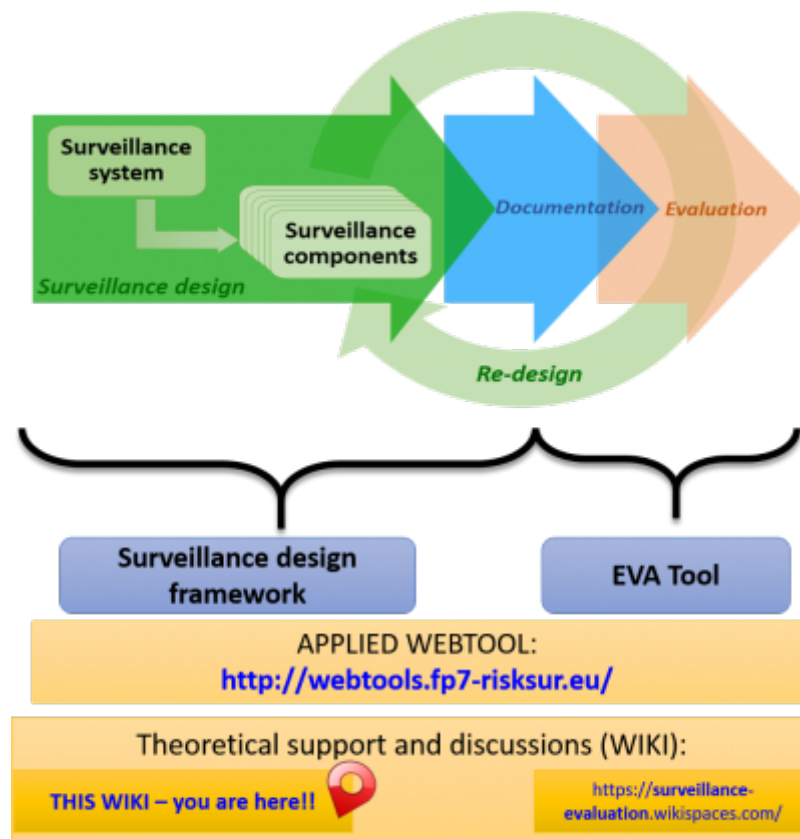 Surveillance
system
Surveillance
components
Surveillance design
Documentation
Evaluation
Re-design
Surveillance design
framework
EVA Tool
APPLIED WEBTOOL:
http://webtools.fp7-risksur.eu/
Theoretical support and discussions (WIKI):
THIS WIKI – you are here!!
https://surveillance-
evaluation.wikispaces.com/